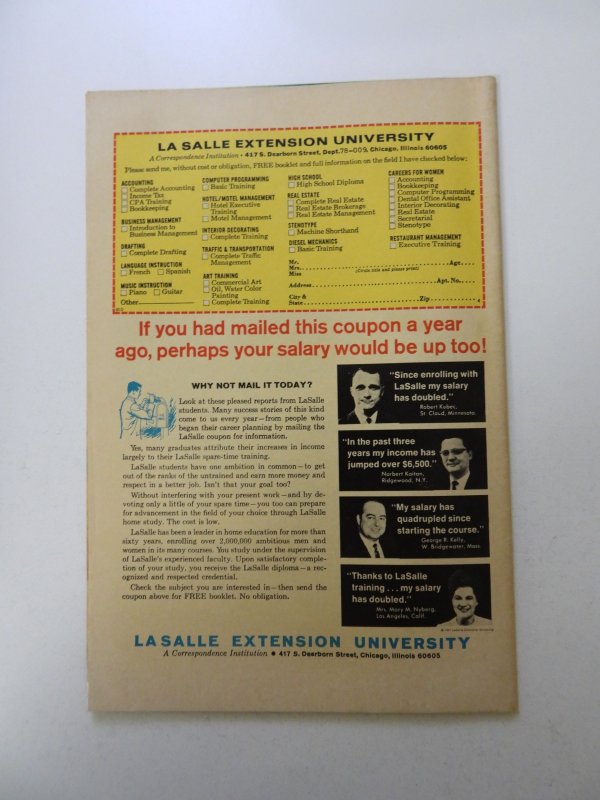 LA SALLE EXTENSION UNIVERSITY
A Correspondence Institution • 417 S. Dearborn Street, Dept. 78-009, Chicago, Illinois 60605
Please send me, without cost or obligation, FREE booklet and full information on the field I have checked below:
ACCOUNTING
Complete Accounting
Income Tax
CPA Training
Bookkeeping
BUSINESS MANAGEMENT
Introduction to
Business Management
DRAFTING
Complete Drafting
LANGUAGE INSTRUCTION
French Spanish
MUSIC INSTRUCTION
Piano Guitar
Other
COMPUTER PROGRAMMING
Basic Training
HOTEL/MOTEL MANAGEMENT
Hotel Executive
Training
Motel Management
INTERIOR DECORATING
Complete Training
TRAFFIC & TRANSPORTATION
Complete Traffic
Management
ART TRAINING
Commercial Art
Oil, Water Color
Painting
Complete Training
HIGH SCHOOL
High School Diploma
REAL ESTATE
Complete Real Estate
Real Estate Brokerage
Real Estate Management
STENOTYPE
Machine Shorthand
DIESEL MECHANICS
Basic Training
CAREERS FOR WOMEN
Accounting
Bookkeeping
Computer Programming
Dental Office Assistant
Interior Decorating
Real Estate
Secretarial
Stenotype
RESTAURANT MANAGEMENT
Executive Training
Mr.
Mrs. Age
Miss (Circle title and please print)
Address Apt. No.
City &
State Zip
If you had mailed this coupon a year
ago, perhaps your salary would be up too!
WHY NOT MAIL IT TODAY?
Look at these pleased reports from LaSalle
students. Many success stories of this kind
come to us every year—from people who
began their career planning by mailing the
LaSalle coupon for information.
Yes, many graduates attribute their increases in income
largely to their LaSalle spare-time training.
LaSalle students have one ambition in common—to get
out of the ranks of the untrained and earn more money and
respect in a better job. Isn't that your goal too?
Without interfering with your present work—and by de-
voting only a little of your spare time—you too can prepare
for advancement in the field of your choice through LaSalle
home study. The cost is low.
LaSalle has been a leader in home education for more than
sixty years, enrolling over 2,000,000 ambitious men and
women in its many courses. You study under the supervision
of LaSalle's experienced faculty. Upon satisfactory comple-
tion of your study, you receive the LaSalle diploma—a rec-
ognized and respected credential.
Check the subject you are interested in—then send the
coupon above for FREE booklet. No obligation.
"Since enrolling with
LaSalle my salary
has doubled."
Robert Kubec,
St. Cloud, Minnesota
"In the past three
years my income has
jumped over $6,500."
Norbert Kaitan,
Ridgewood, N.Y.
"My salary has
quadrupled since
starting the course."
George R. Kelly,
W. Bridgewater, Mass.
"Thanks to LaSalle
training . . . my salary
has doubled."
Mrs. Mary M. Nyberg,
Los Angeles, Calif.
LA SALLE EXTENSION UNIVERSITY
A Correspondence Institution • 417 S. Dearborn Street, Chicago, Illinois 60605